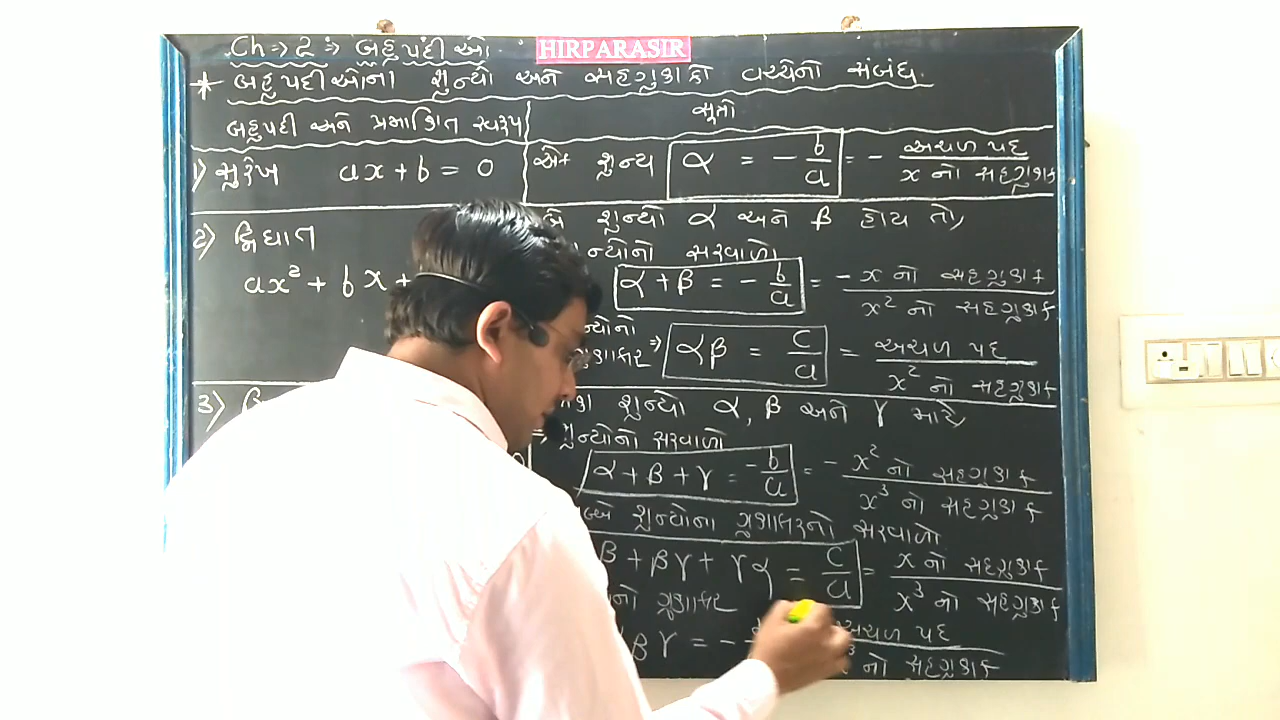 Ch ⇒ 2 ⇒ બહુપદીઓ
HIRPARASIR
* બહુપદીઓના શૂન્યો અને સહગુણકો વચ્ચેનો સંબંધ.
બહુપદી અને પ્રમાણિત સ્વરૂપ
સૂત્રો
1) સુરેખ ax + b = 0
એક શૂન્ય α = - b/a = - અચળ પદ / x નો સહગુણક
2) દ્વિઘાત
ax² + bx +
શૂન્યો α અને β હોય તો,
સરવાળો
α + β = - b/a = - x નો સહગુણક / x² નો સહગુણક
⇒ αβ = c/a = અચળ પદ / x² નો સહગુણક
3)
શૂન્યો α, β અને γ માટે,
શૂન્યોનો સરવાળો
α + β + γ = -b/a = - x² નો સહગુણક / x³ નો સહગુણક
શૂન્યોના ગુણાકારનો સરવાળો
β + βγ + γα = c/a = x નો સહગુણક / x³ નો સહગુણક
ગુણાકાર
βγ = - અચળ પદ / નો સહગુણક